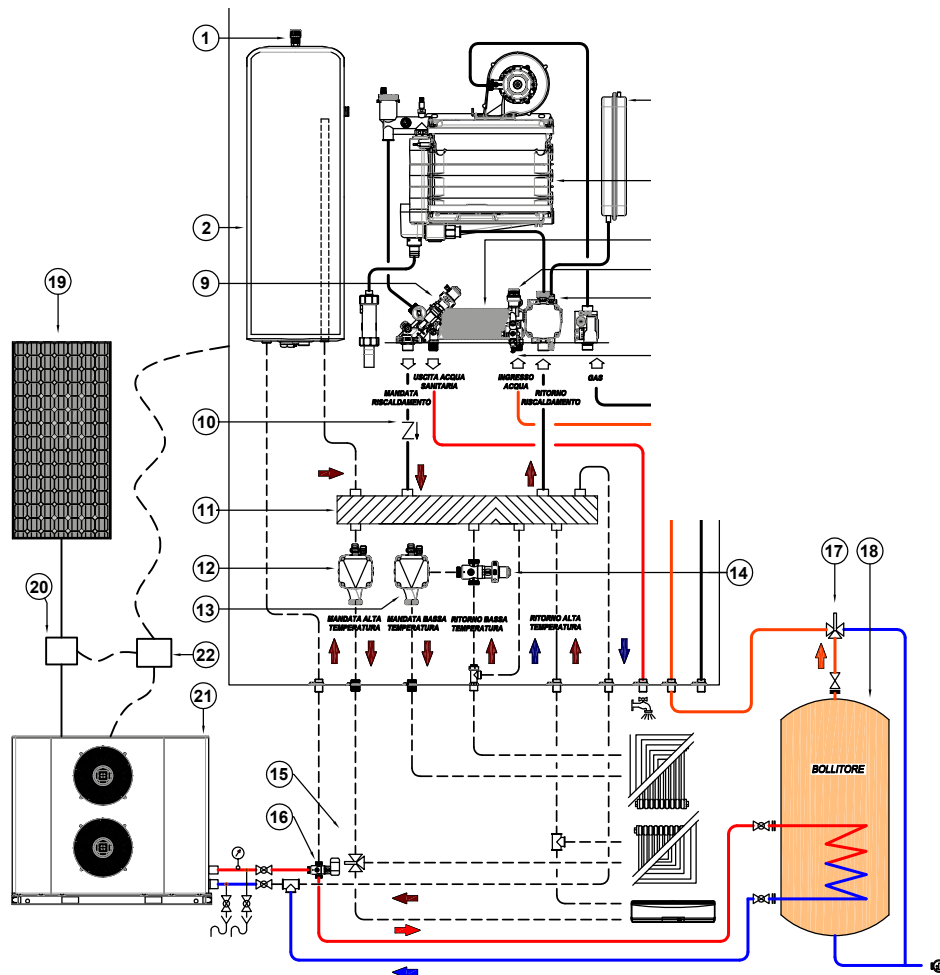 1
2
19
9
USCITA ACQUA
SANITARIA
INGRESSO
ACQUA
GAS
MANDATA
RISCALDAMENTO
RITORNO
RISCALDAMENTO
10
11
12
13
14
17
18
20
22
21
MANDATA ALTA
TEMPERATURA
MANDATA BASSA
TEMPERATURA
RITORNO BASSA
TEMPERATURA
RITORNO ALTA
TEMPERATURA
15
16
BOLLITORE